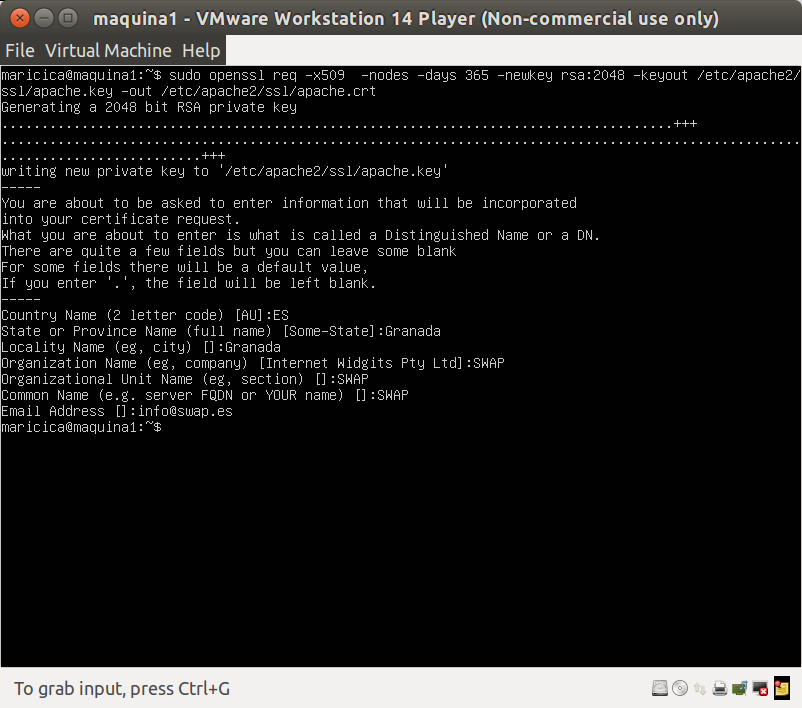 maquina1 - VMware Workstation 14 Player (Non-commercial use only)
File Virtual Machine Help
maricica@maquina1:~$ sudo openssl req -x509  -nodes -days 365 -newkey rsa:2048 -keyout /etc/apache2/
ssl/apache.key -out /etc/apache2/ssl/apache.crt
Generating a 2048 bit RSA private key
....................................................................................+++
....................................................................................................
.........................+++
writing new private key to '/etc/apache2/ssl/apache.key'
-----
You are about to be asked to enter information that will be incorporated
into your certificate request.
What you are about to enter is what is called a Distinguished Name or a DN.
There are quite a few fields but you can leave some blank
For some fields there will be a default value,
If you enter '.', the field will be left blank.
-----
Country Name (2 letter code) [AU]:ES
State or Province Name (full name) [Some-State]:Granada
Locality Name (eg, city) []:Granada
Organization Name (eg, company) [Internet Widgits Pty Ltd]:SWAP
Organizational Unit Name (eg, section) []:SWAP
Common Name (e.g. server FQDN or YOUR name) []:SWAP
Email Address []:info@swap.es
maricica@maquina1:~$
To grab input, press Ctrl+G